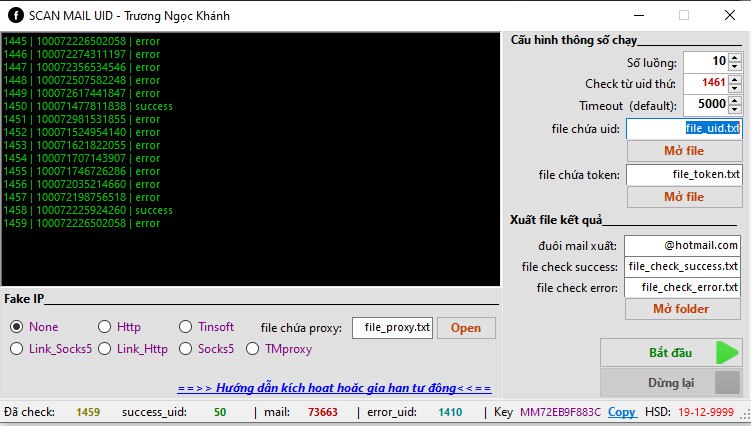 SCAN MAIL UID - Trương Ngọc Khánh
1445 | 100072226502058 | error
1446 | 100072274311197 | error
1447 | 100072356534546 | error
1448 | 100072507582248 | error
1449 | 100072617441847 | error
1450 | 100071477811838 | success
1451 | 100072981531855 | error
1452 | 100071524954140 | error
1453 | 100071621822055 | error
1454 | 100071707143907 | error
1455 | 100071746726286 | error
1456 | 100072035214660 | error
1457 | 100072198756518 | error
1458 | 100072225924260 | success
1459 | 100072226502058 | error
Cấu hình thông số chạy
Số luồng: 10
Check từ uid thứ: 1461
Timeout (default): 5000
file chứa uid: file_uid.txt
Mở file
file chứa token: file_token.txt
Mở file
Xuất file kết quả
đuôi mail xuất: @hotmail.com
file check success: file_check_success.txt
file check error: file_check_error.txt
Mở folder
Fake IP
None Http Tinsoft file chứa proxy: file_proxy.txt Open
Link_Socks5 Link_Http Socks5 TMproxy
==>> Hướng dẫn kích hoạt hoặc gia hạn tự động<<==
Bắt đầu
Dừng lại
Đã check: 1459 success_uid: 50 | mail: 73663 | error_uid: 1410 | Key MM72EB9F883C Copy HSD: 19-12-9999